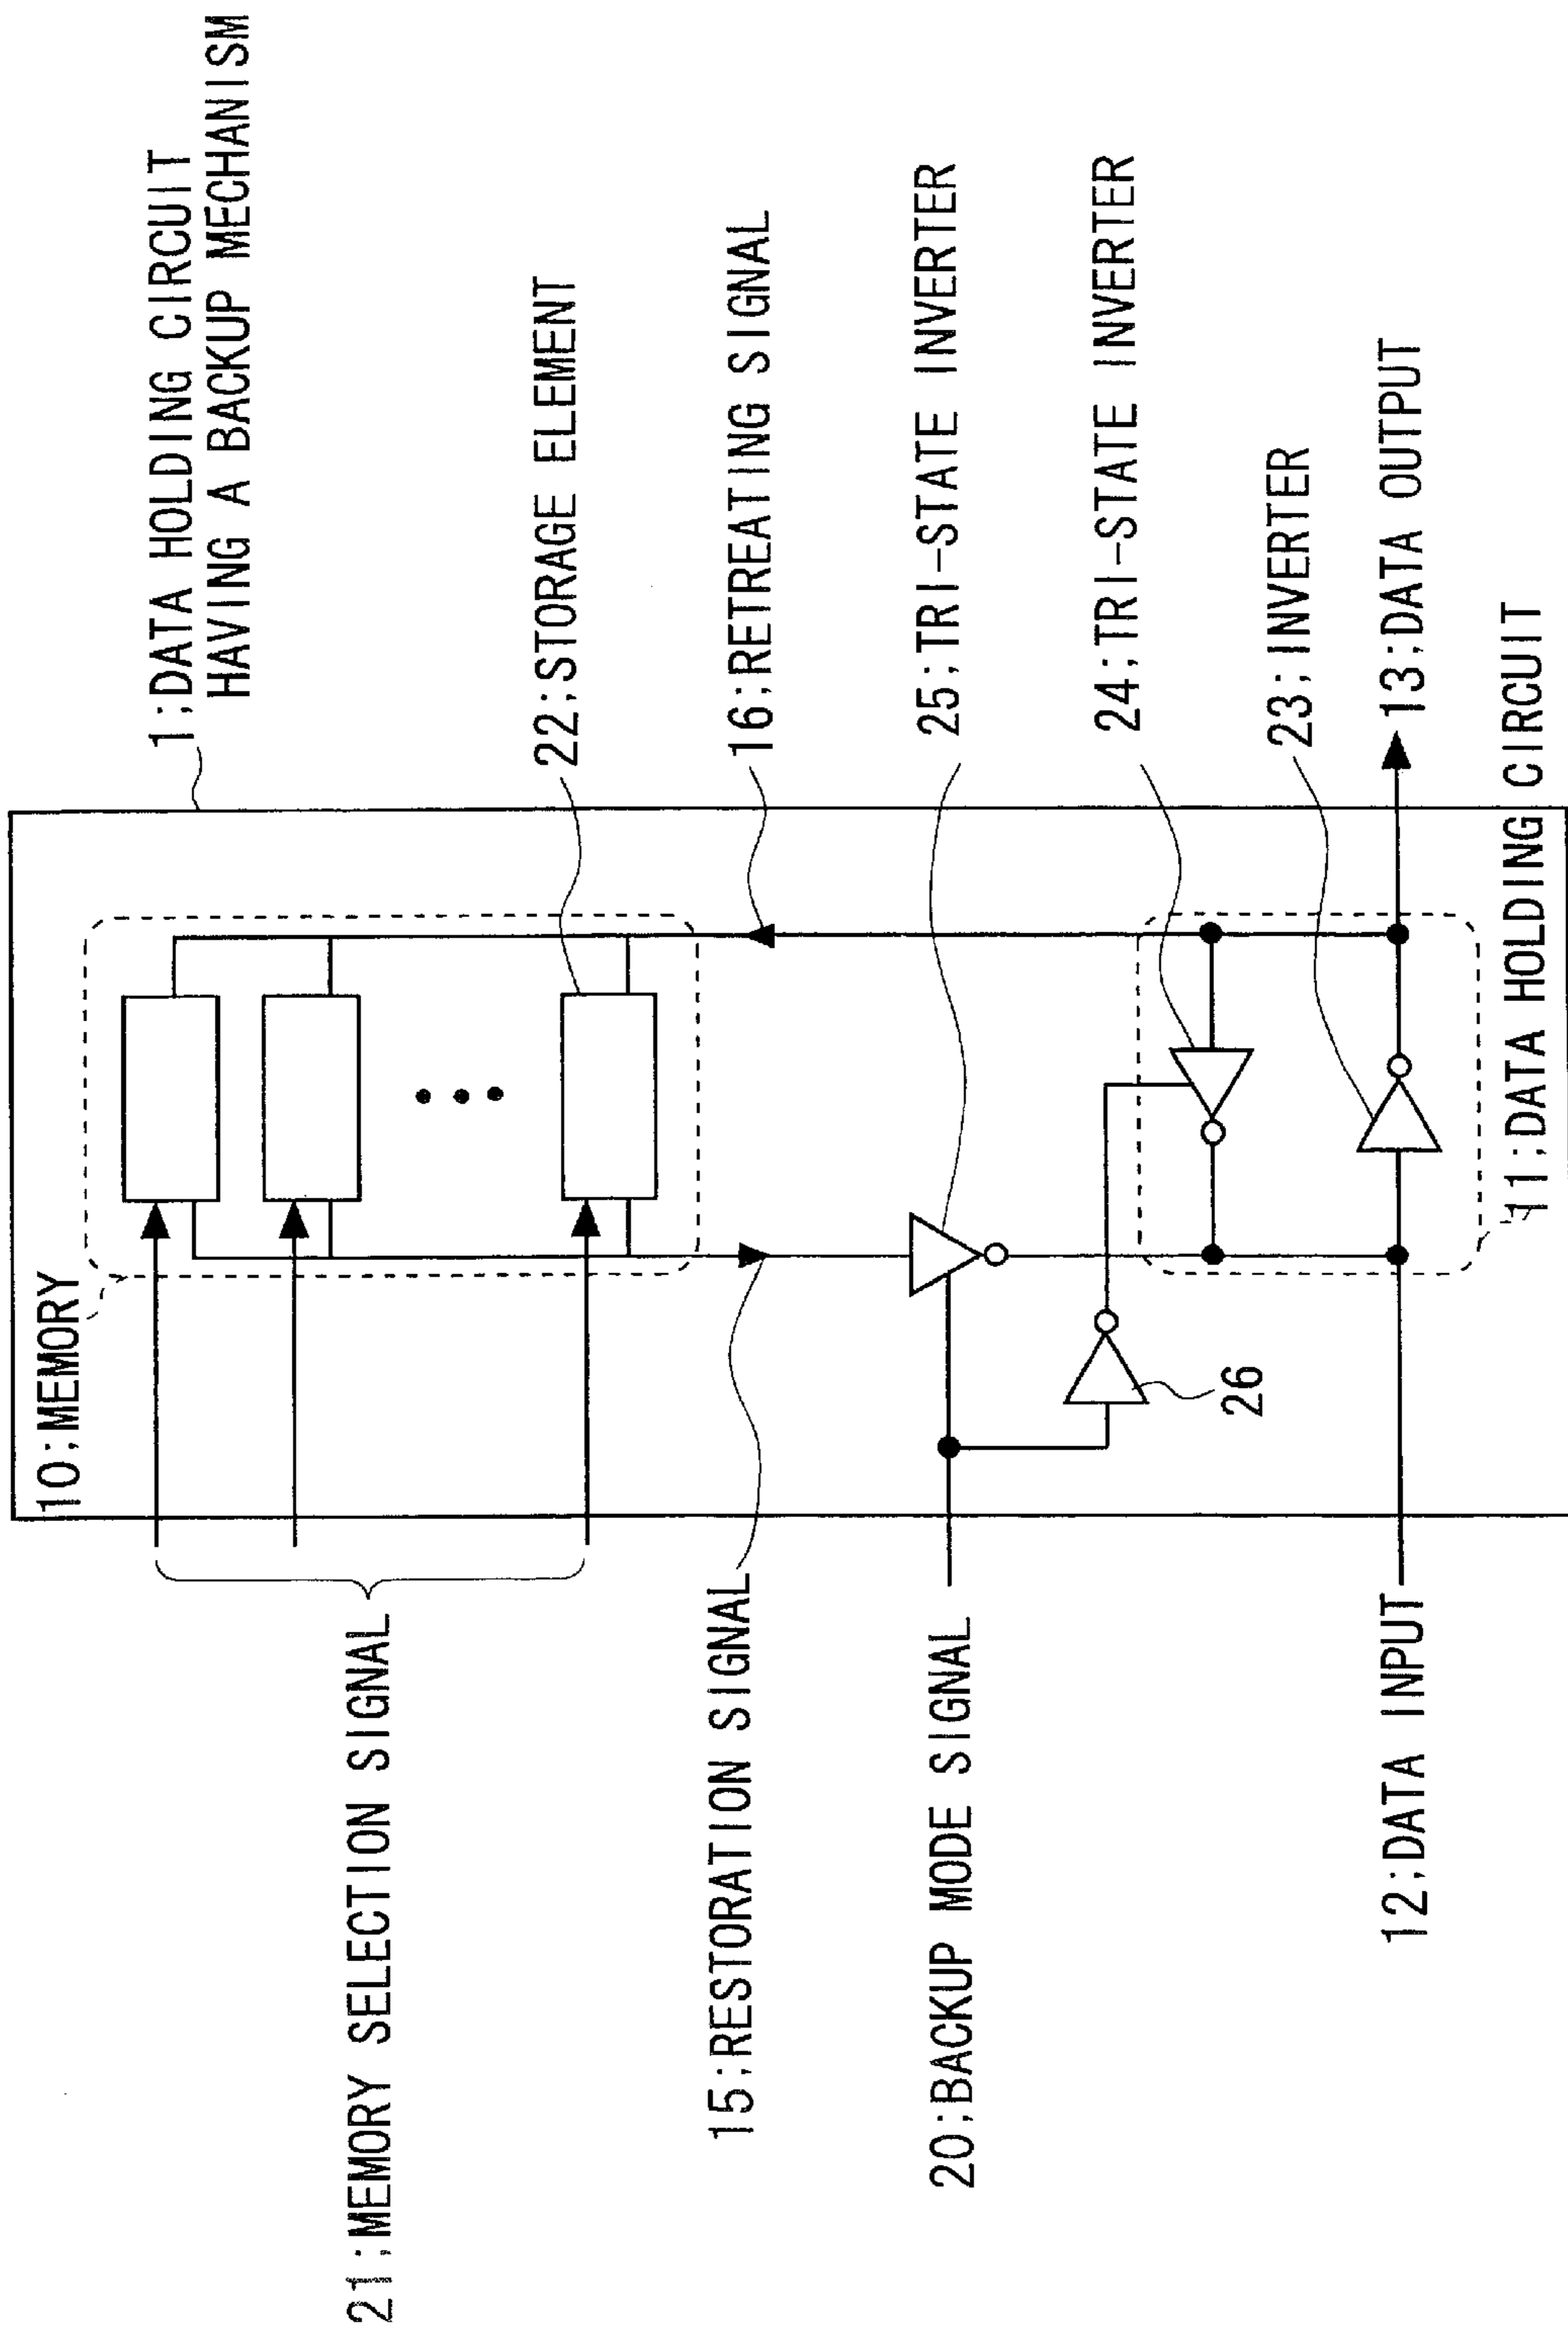 1;DATA HOLDING CIRCUIT
HAVING A BACKUP MECHANISM
10;MEMORY
21;MEMORY SELECTION SIGNAL
22;STORAGE ELEMENT
15;RESTORATION SIGNAL
16;RETREATING SIGNAL
20;BACKUP MODE SIGNAL
25;TRI-STATE INVERTER
24;TRI-STATE INVERTER
26
23;INVERTER
12;DATA INPUT
13;DATA OUTPUT
11;DATA HOLDING CIRCUIT